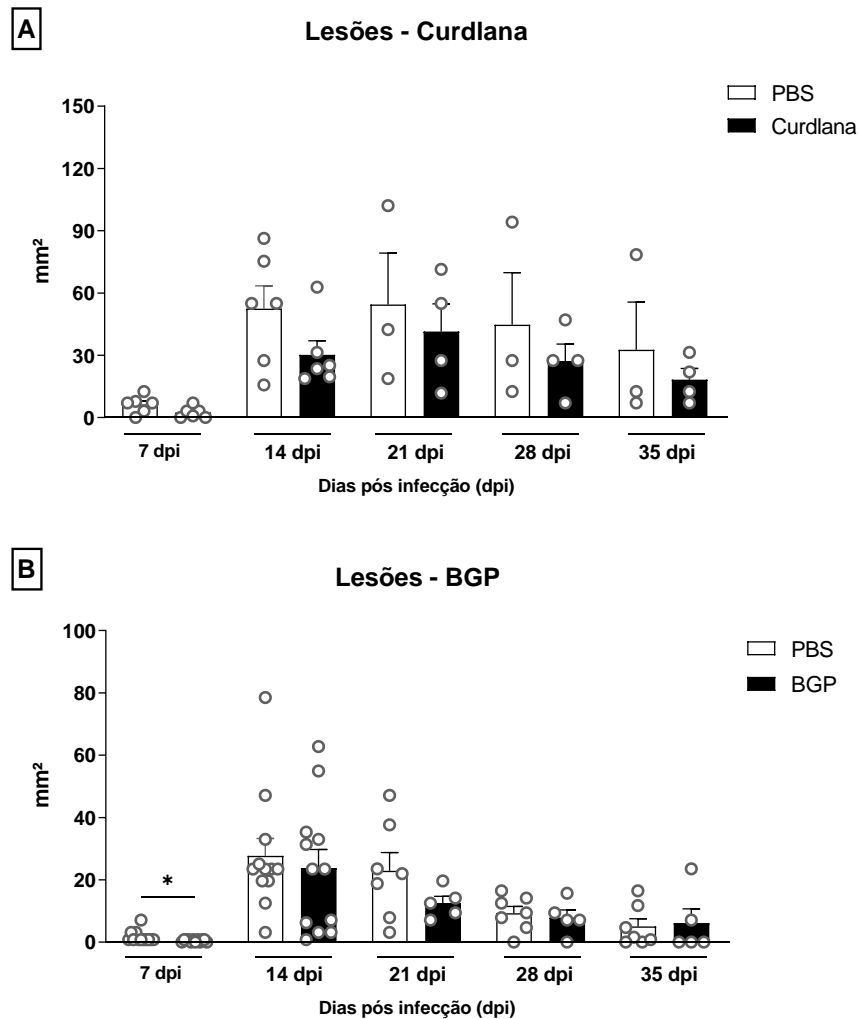 A
Lesões - Curdlana
PBS
Curdlana
150
120
90
60
30
0
mm²
7 dpi 14 dpi 21 dpi 28 dpi 35 dpi
Dias pós infecção (dpi)
B
Lesões - BGP
PBS
BGP
100
80
60
40
20
0
mm²
*
7 dpi 14 dpi 21 dpi 28 dpi 35 dpi
Dias pós infecção (dpi)